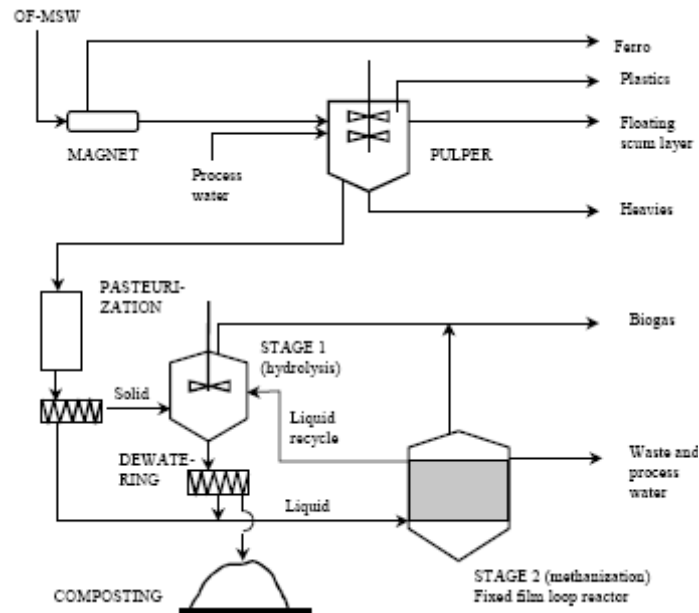 OF-MSW
Ferro
Plastics
Floating
scum layer
MAGNET
PULPER
Process
water
Heavies
PASTEURI-
ZATION
Biogas
STAGE 1
(hydrolysis)
Solid
Liquid
recycle
DEWATE-
RING
Waste and
process
water
Liquid
STAGE 2 (methanization)
Fixed film loop reactor
COMPOSTING